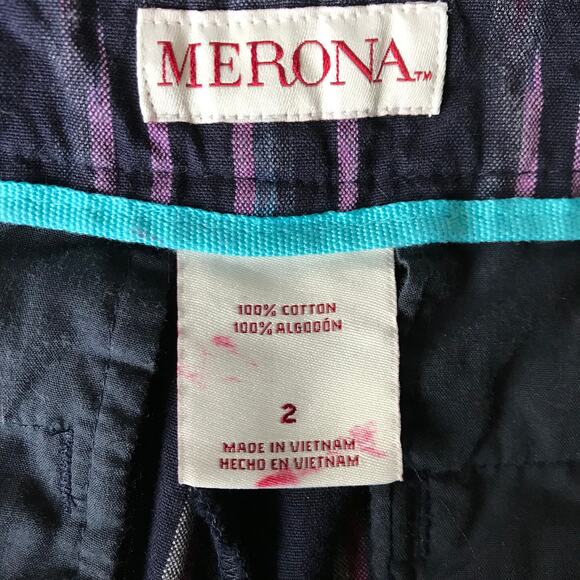 MERONA™
100% COTTON
100% ALGODÓN
2
MADE IN VIETNAM
HECHO EN VIETNAM